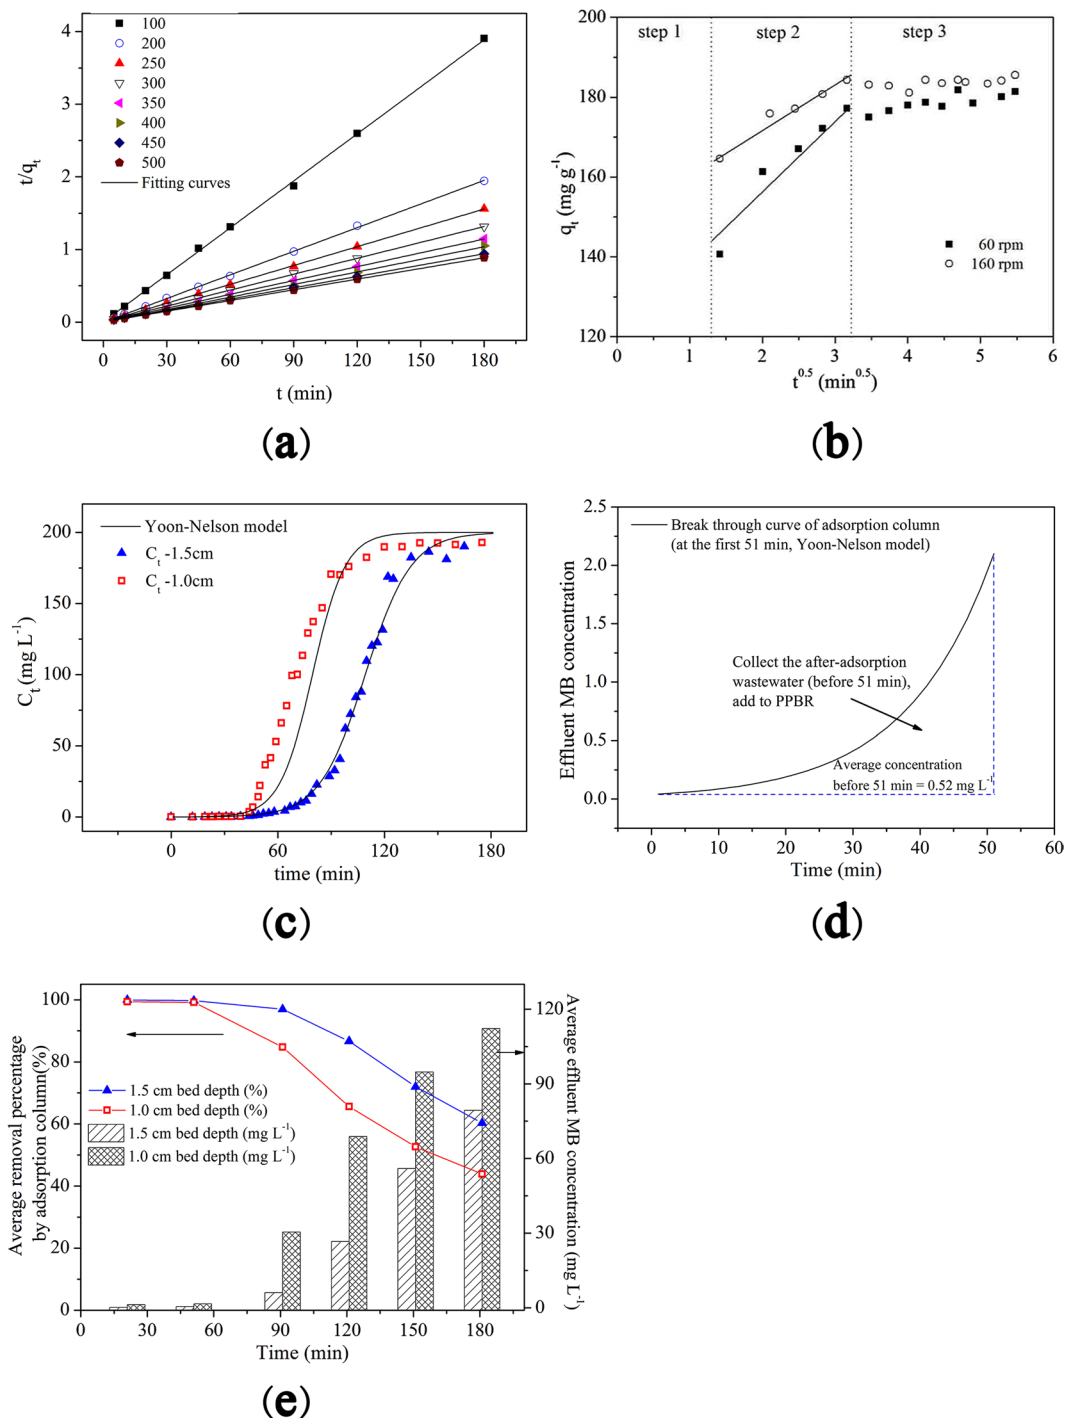 4
3
2
1
0
t/qₜ
100
200
250
300
350
400
450
500
Fitting curves
0 30 60 90 120 150 180
t (min)
(a)
step 1 step 2 step 3
200
180
160
140
120
qₜ (mg g⁻¹)
60 rpm
160 rpm
0 1 2 3 4 5 6
t⁰·⁵ (min⁰·⁵)
(b)
200
150
100
50
0
Cₜ (mg L⁻¹)
Yoon-Nelson model
Cₜ -1.5cm
Cₜ -1.0cm
0 60 120 180
time (min)
(c)
2.5
2.0
1.5
1.0
0.5
0.0
Effluent MB concentration
Break through curve of adsorption column
(at the first 51 min, Yoon-Nelson model)
Collect the after-adsorption
wastewater (before 51 min),
add to PPBR
Average concentration
before 51 min = 0.52 mg L⁻¹
0 10 20 30 40 50 60
Time (min)
(d)
100
80
60
40
20
0
Average removal percentage
by adsorption column(%)
1.5 cm bed depth (%)
1.0 cm bed depth (%)
1.5 cm bed depth (mg L⁻¹)
1.0 cm bed depth (mg L⁻¹)
120
90
60
30
0
Average effluent MB concentration (mg L⁻¹)
0 30 60 90 120 150 180
Time (min)
(e)